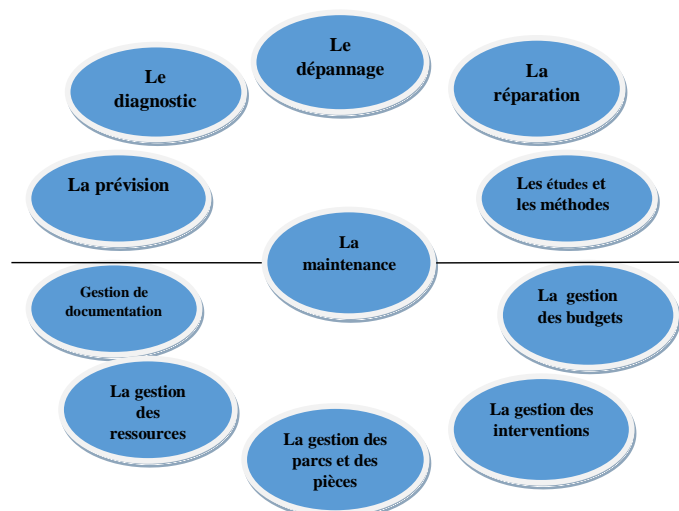 Le
dépannage
Le
diagnostic
La
réparation
La prévision
Les études et
les méthodes
La
maintenance
Gestion de
documentation
La gestion
des budgets
La gestion
des
ressources
La gestion des
interventions
La gestion des
parcs et des
pièces